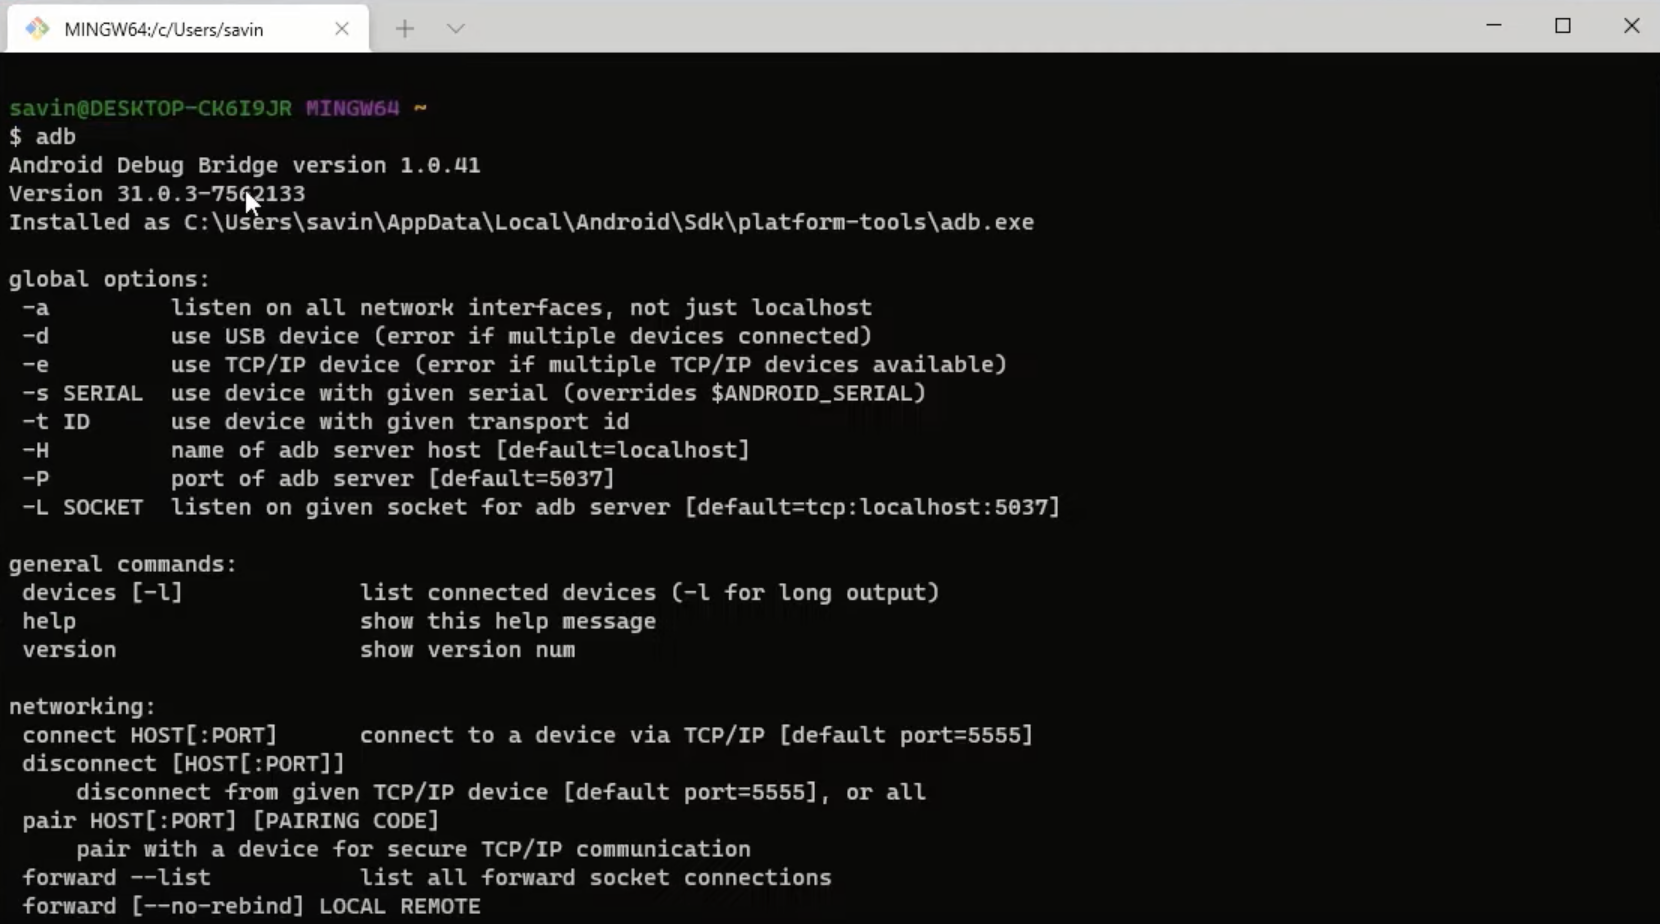 MINGW64:/c/Users/savin
savin@DESKTOP-CK6I9JR MINGW64 ~
$ adb
Android Debug Bridge version 1.0.41
Version 31.0.3-7562133
Installed as C:\Users\savin\AppData\Local\Android\Sdk\platform-tools\adb.exe
global options:
-a listen on all network interfaces, not just localhost
-d use USB device (error if multiple devices connected)
-e use TCP/IP device (error if multiple TCP/IP devices available)
-s SERIAL use device with given serial (overrides $ANDROID_SERIAL)
-t ID use device with given transport id
-H name of adb server host [default=localhost]
-P port of adb server [default=5037]
-L SOCKET listen on given socket for adb server [default=tcp:localhost:5037]
general commands:
devices [-l] list connected devices (-l for long output)
help show this help message
version show version num
networking:
connect HOST[:PORT] connect to a device via TCP/IP [default port=5555]
disconnect [HOST[:PORT]]
disconnect from given TCP/IP device [default port=5555], or all
pair HOST[:PORT] [PAIRING CODE]
pair with a device for secure TCP/IP communication
forward --list list all forward socket connections
forward [--no-rebind] LOCAL REMOTE